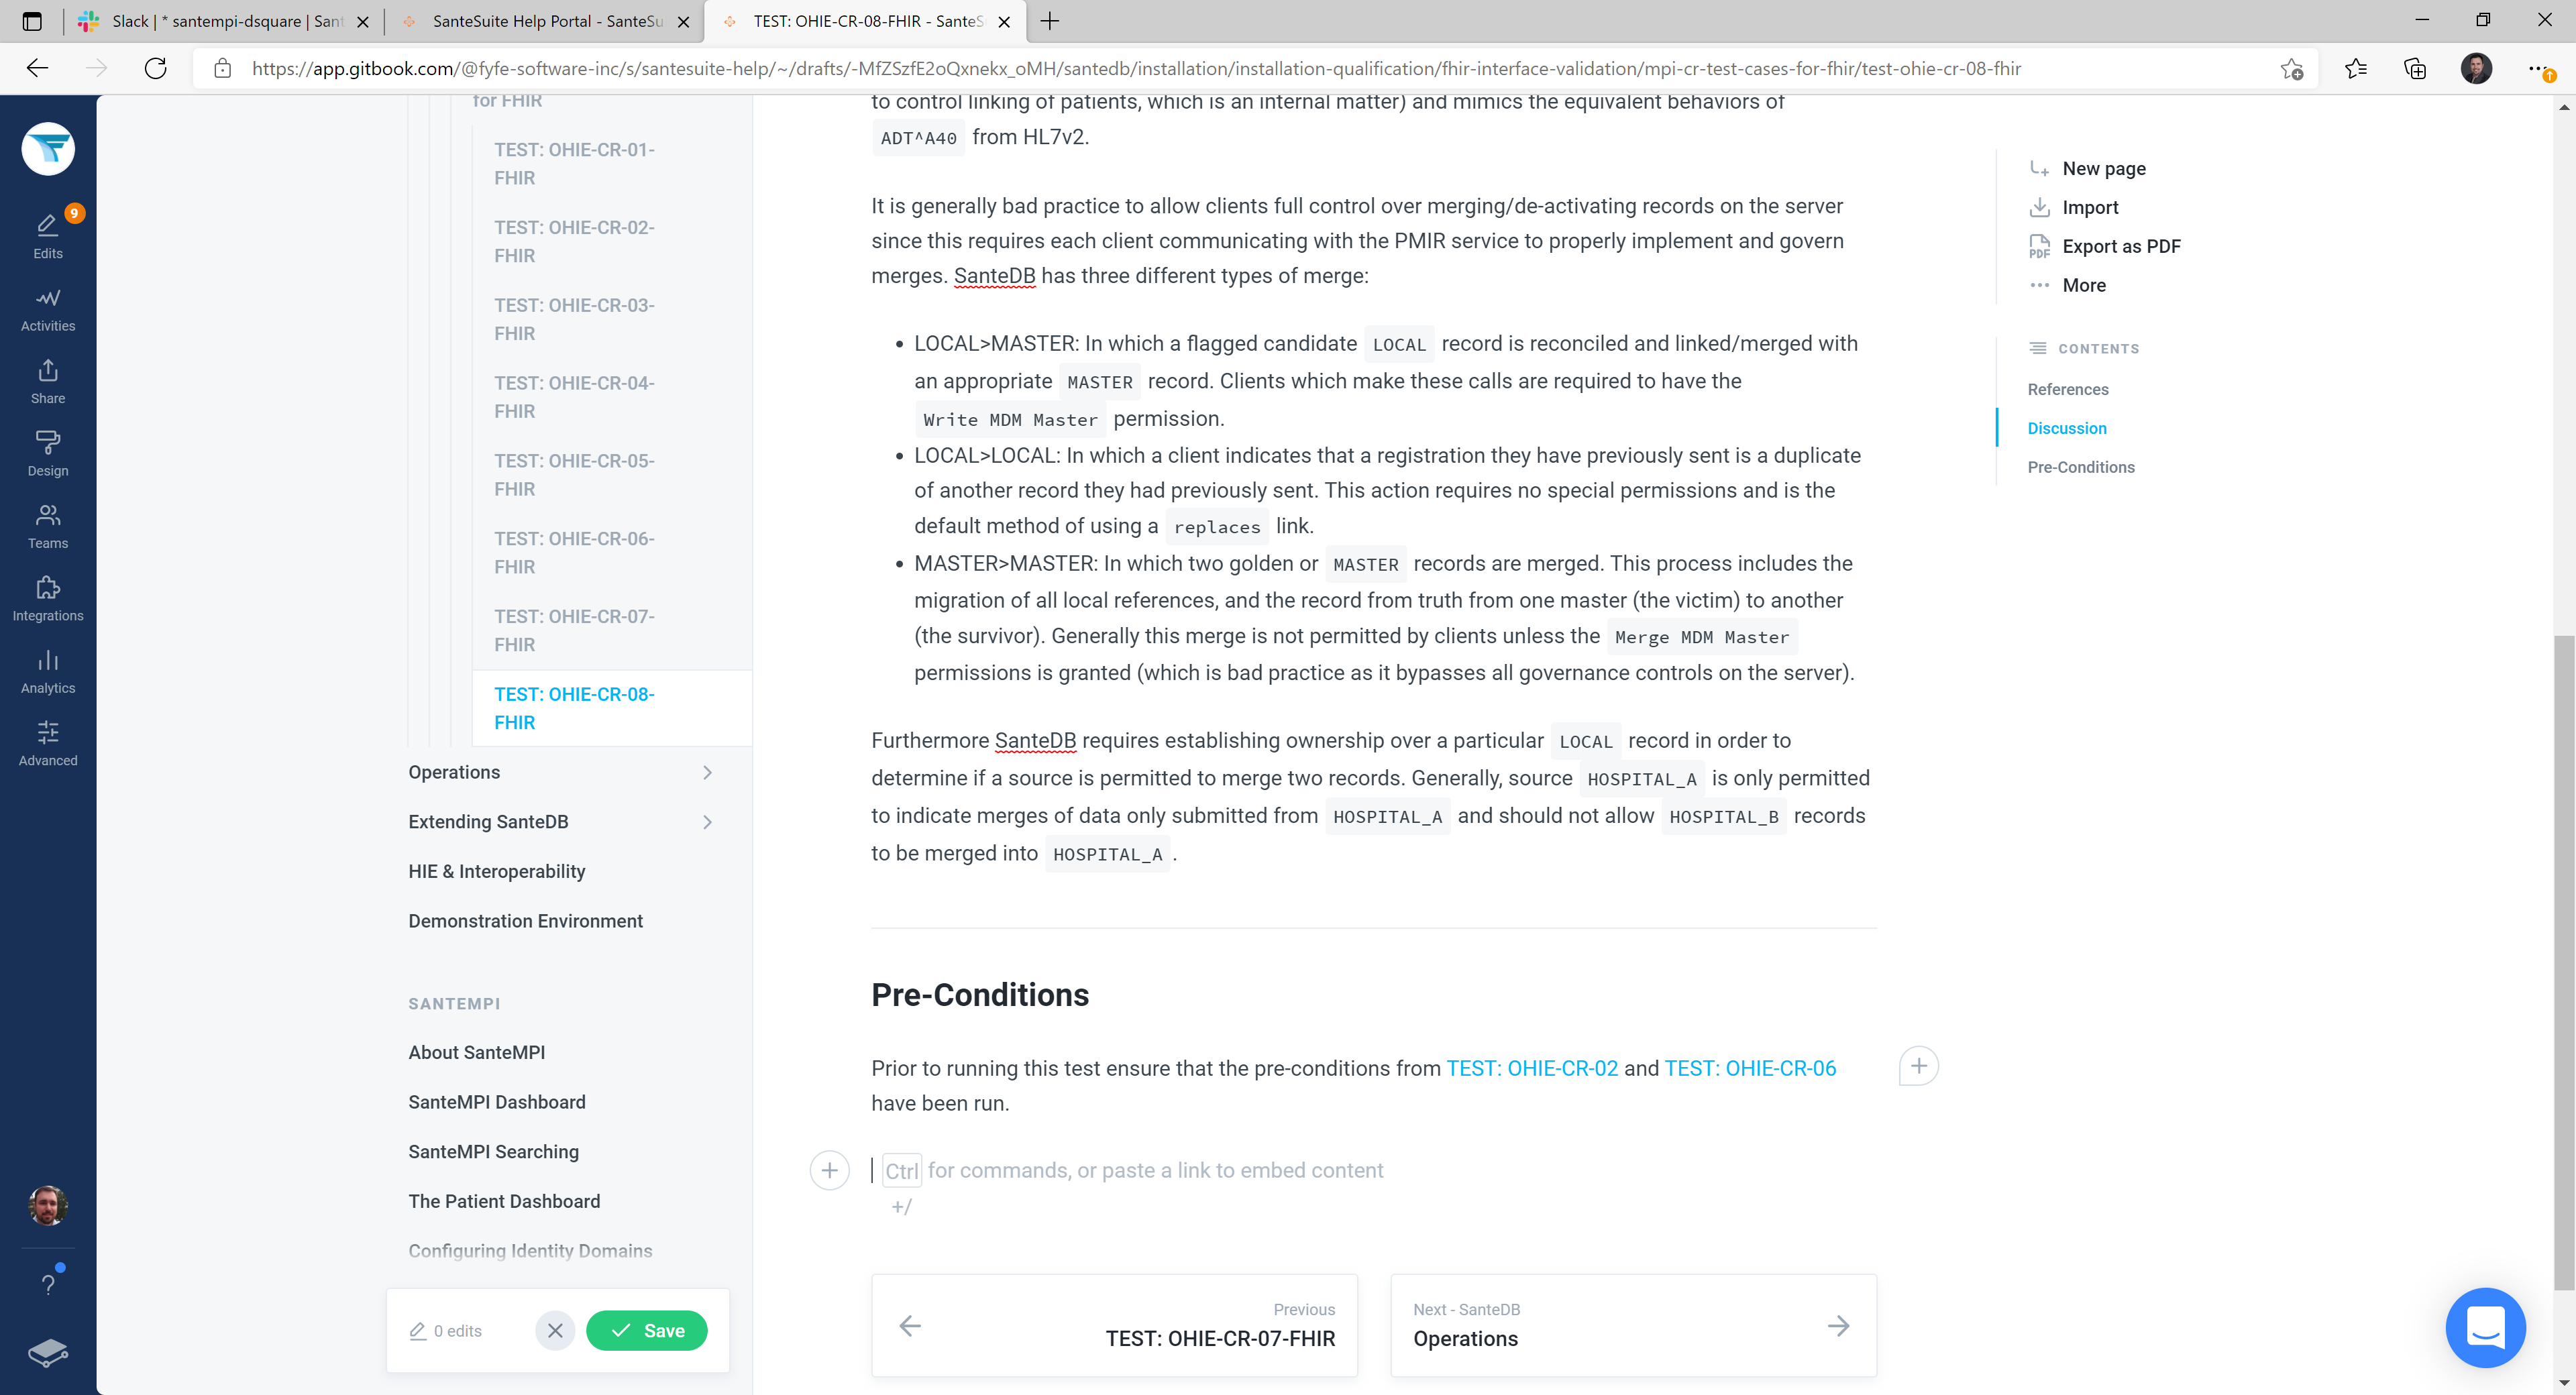 Slack | * santempi-dsquare | Sant
SanteSuite Help Portal - SanteSu
TEST: OHIE-CR-08-FHIR - SanteS
https://app.gitbook.com/@fyfe-software-inc/s/santesuite-help/~/drafts/-MfZSzfE2oQxnekx_oMH/santedb/installation/installation-qualification/fhir-interface-validation/mpi-cr-test-cases-for-fhir/test-ohie-cr-08-fhir
9
Edits
Activities
Share
Design
Teams
Integrations
Analytics
Advanced
?
for FHIR
TEST: OHIE-CR-01-
FHIR
TEST: OHIE-CR-02-
FHIR
TEST: OHIE-CR-03-
FHIR
TEST: OHIE-CR-04-
FHIR
TEST: OHIE-CR-05-
FHIR
TEST: OHIE-CR-06-
FHIR
TEST: OHIE-CR-07-
FHIR
TEST: OHIE-CR-08-
FHIR
Operations
Extending SanteDB
HIE & Interoperability
Demonstration Environment
SANTEMPI
About SanteMPI
SanteMPI Dashboard
SanteMPI Searching
The Patient Dashboard
Configuring Identity Domains
0 edits
Save
to control linking of patients, which is an internal matter) and mimics the equivalent behaviors of
ADT^A40 from HL7v2.
It is generally bad practice to allow clients full control over merging/de-activating records on the server
since this requires each client communicating with the PMIR service to properly implement and govern
merges. SanteDB has three different types of merge:
• LOCAL>MASTER: In which a flagged candidate LOCAL record is reconciled and linked/merged with
an appropriate MASTER record. Clients which make these calls are required to have the
Write MDM Master permission.
• LOCAL>LOCAL: In which a client indicates that a registration they have previously sent is a duplicate
of another record they had previously sent. This action requires no special permissions and is the
default method of using a replaces link.
• MASTER>MASTER: In which two golden or MASTER records are merged. This process includes the
migration of all local references, and the record from truth from one master (the victim) to another
(the survivor). Generally this merge is not permitted by clients unless the Merge MDM Master
permissions is granted (which is bad practice as it bypasses all governance controls on the server).
Furthermore SanteDB requires establishing ownership over a particular LOCAL record in order to
determine if a source is permitted to merge two records. Generally, source HOSPITAL_A is only permitted
to indicate merges of data only submitted from HOSPITAL_A and should not allow HOSPITAL_B records
to be merged into HOSPITAL_A .
Pre-Conditions
Prior to running this test ensure that the pre-conditions from TEST: OHIE-CR-02 and TEST: OHIE-CR-06
have been run.
Ctrl for commands, or paste a link to embed content
+/
Previous
TEST: OHIE-CR-07-FHIR
Next - SanteDB
Operations
New page
Import
PDF Export as PDF
More
CONTENTS
References
Discussion
Pre-Conditions